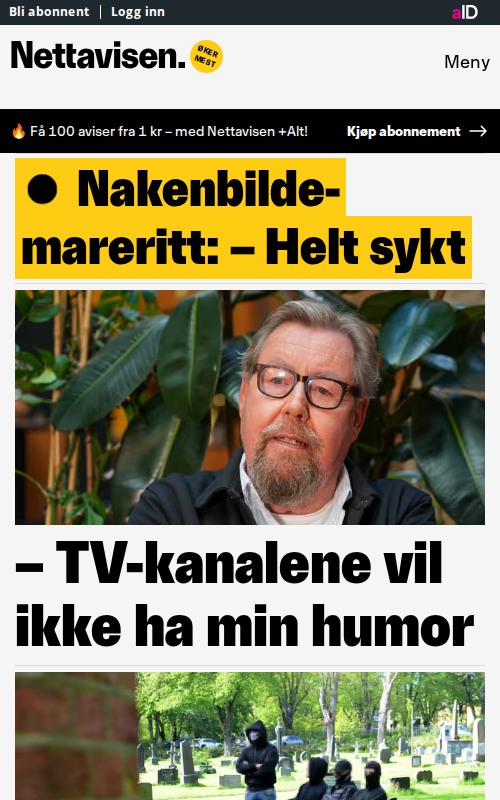 Bli abonnent | Logg inn
aID
Nettavisen.
ØKER MEST
Meny
🔥 Få 100 aviser fra 1 kr – med Nettavisen +Alt!
Kjøp abonnement →
● Nakenbilde-
mareritt: – Helt sykt
– TV-kanalene vil
ikke ha min humor